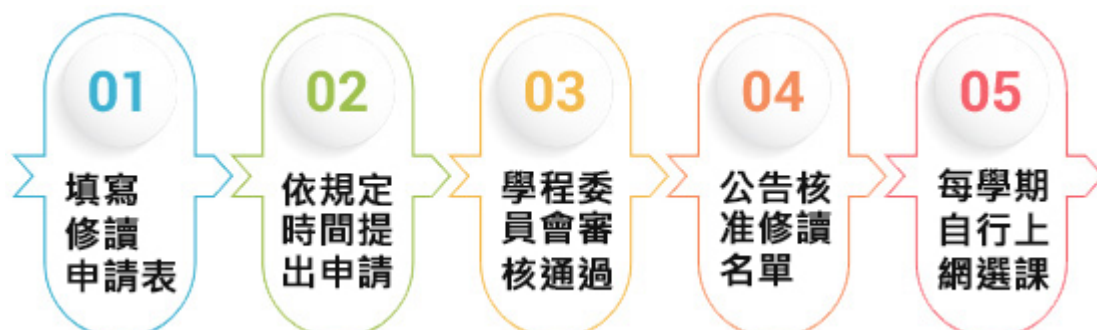 01
填寫
修讀
申請表
02
依規定
時間提
出申請
03
學程委
員會審
核通過
04
公告核
准修讀
名單
05
每學期
自行上
網選課